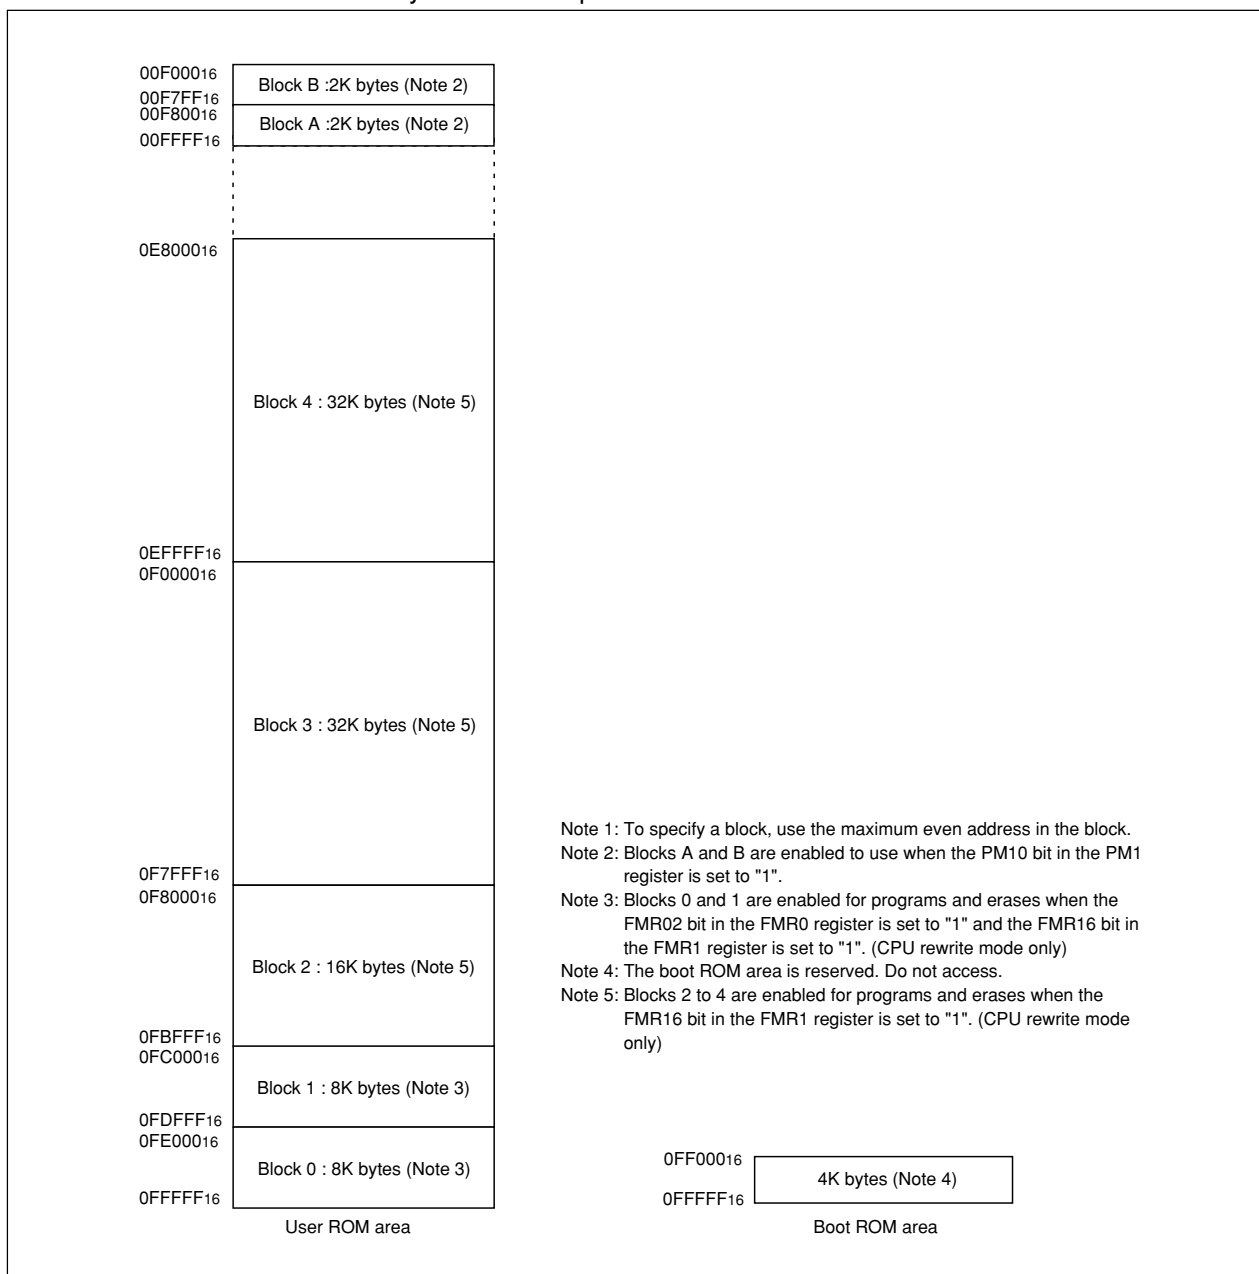 00F00016
Block B :2K bytes (Note 2)
00F7FF16
00F80016
Block A :2K bytes (Note 2)
00FFFF16
0E800016
Block 4 : 32K bytes (Note 5)
0EFFFF16
0F000016
Block 3 : 32K bytes (Note 5)
0F7FFF16
0F800016
Block 2 : 16K bytes (Note 5)
0FBFFF16
0FC00016
Block 1 : 8K bytes (Note 3)
0FDFFF16
0FE00016
Block 0 : 8K bytes (Note 3)
0FFFFF16
User ROM area
Note 1: To specify a block, use the maximum even address in the block.
Note 2: Blocks A and B are enabled to use when the PM10 bit in the PM1
register is set to "1".
Note 3: Blocks 0 and 1 are enabled for programs and erases when the
FMR02 bit in the FMR0 register is set to "1" and the FMR16 bit in
the FMR1 register is set to "1". (CPU rewrite mode only)
Note 4: The boot ROM area is reserved. Do not access.
Note 5: Blocks 2 to 4 are enabled for programs and erases when the
FMR16 bit in the FMR1 register is set to "1". (CPU rewrite mode
only)
0FF00016
4K bytes (Note 4)
0FFFFF16
Boot ROM area